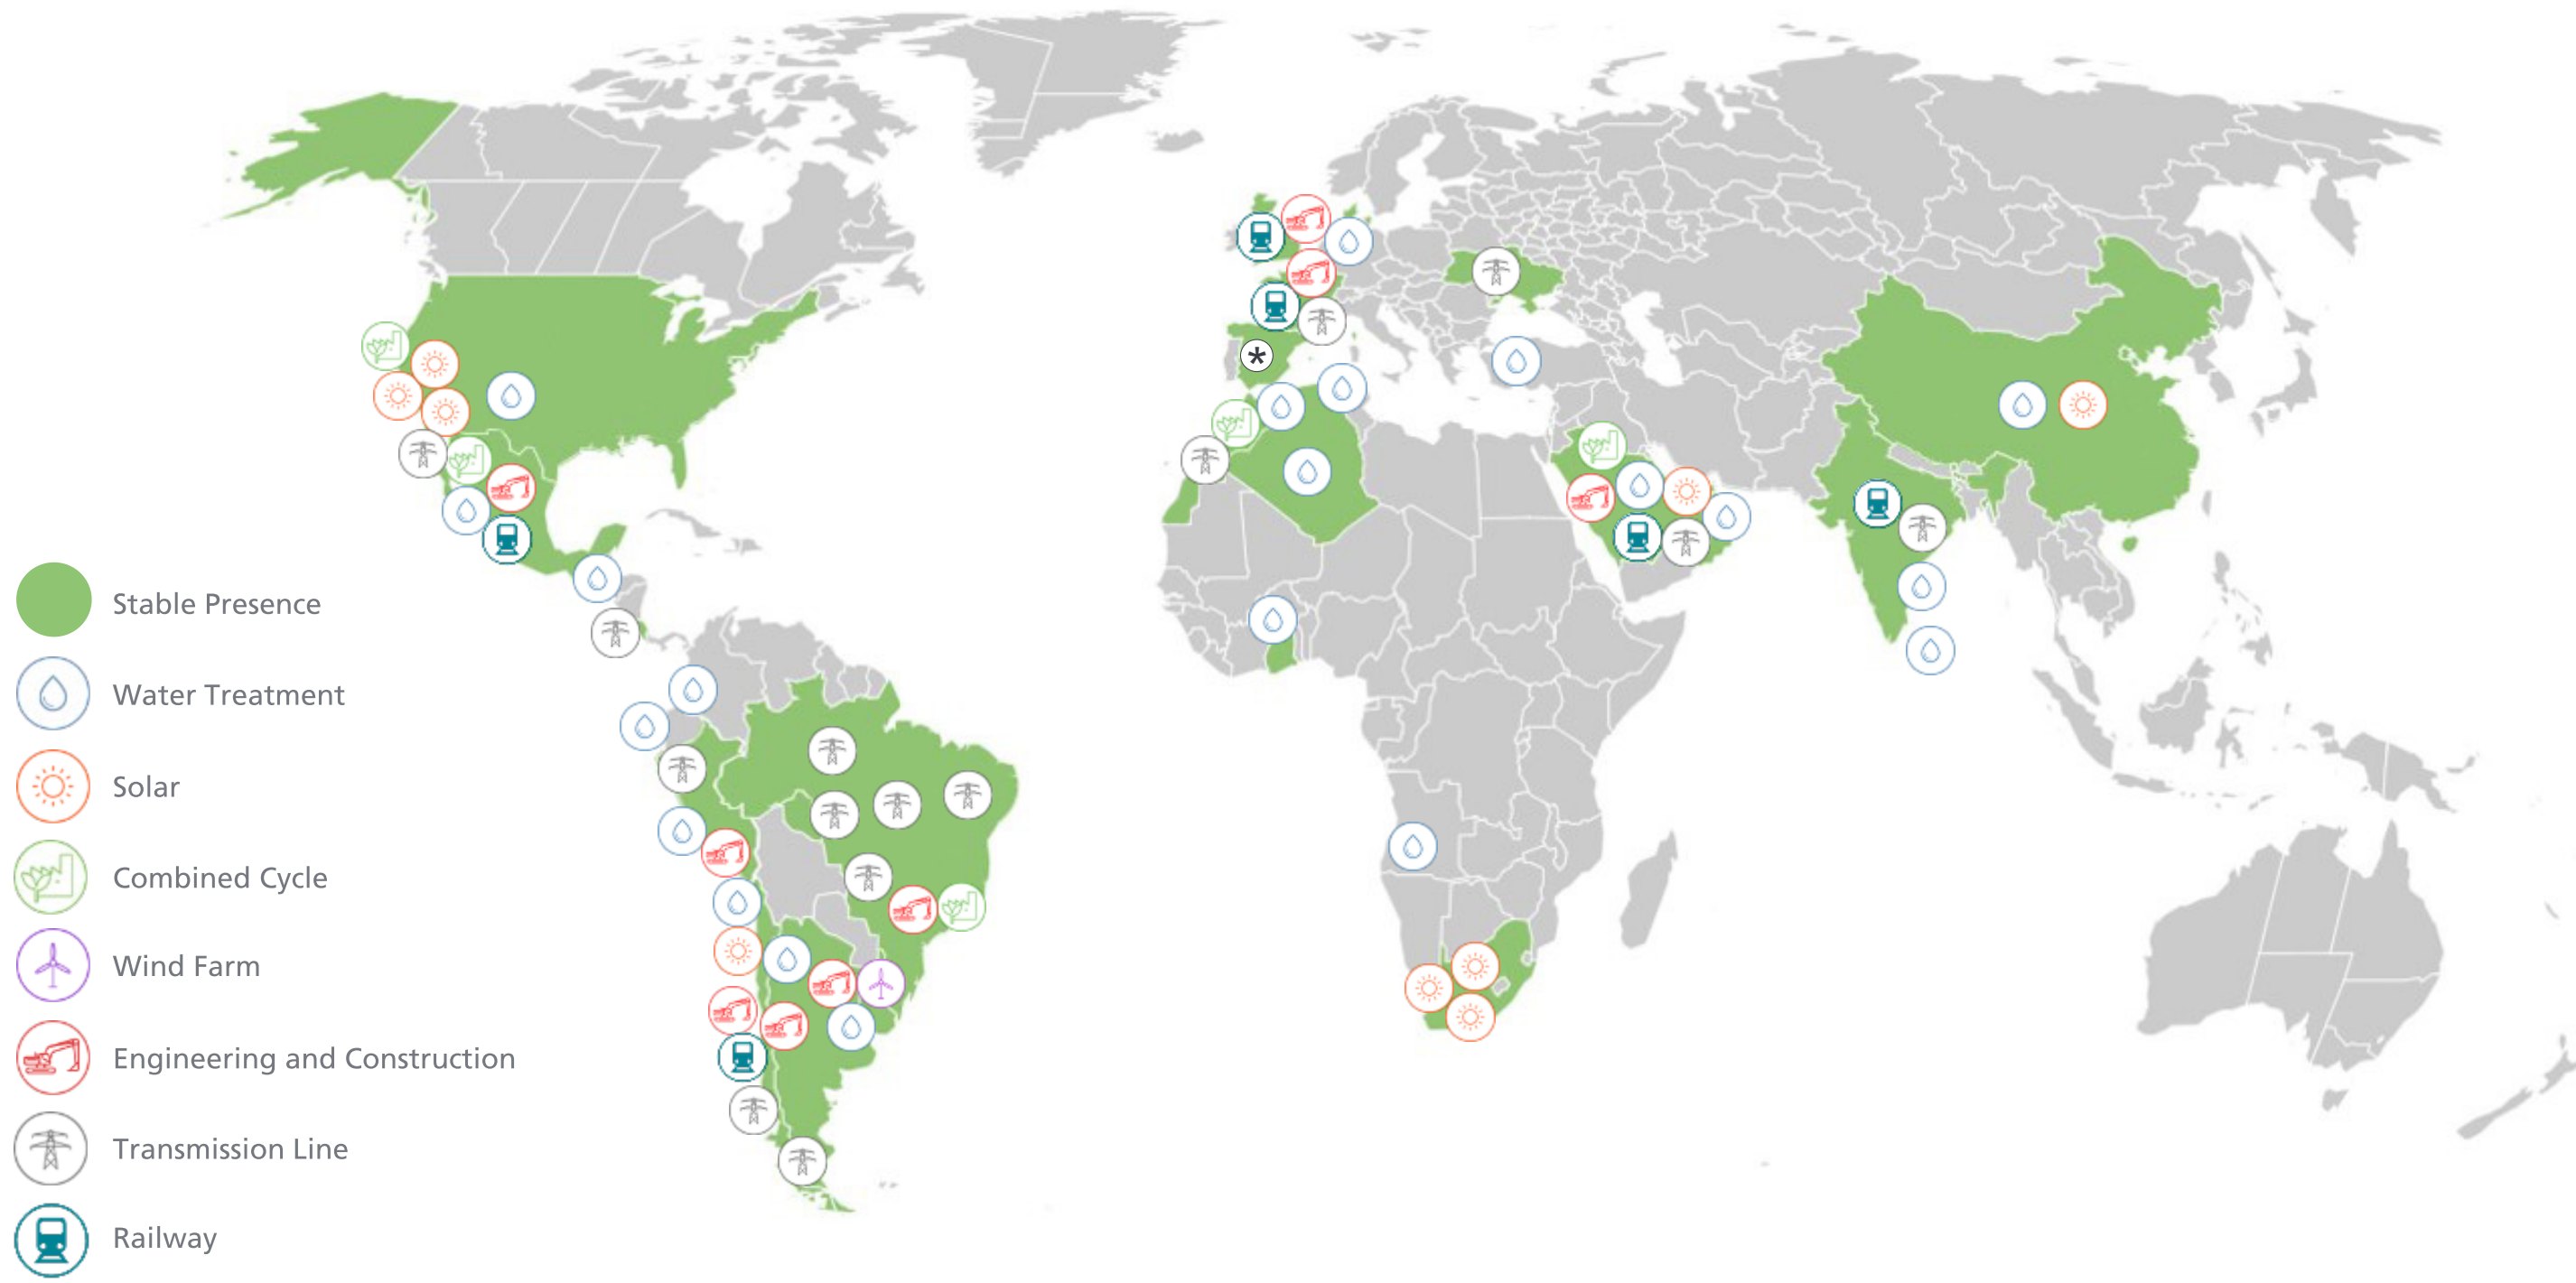 *
Stable Presence
Water Treatment
Solar
Combined Cycle
Wind Farm
Engineering and Construction
Transmission Line
Railway